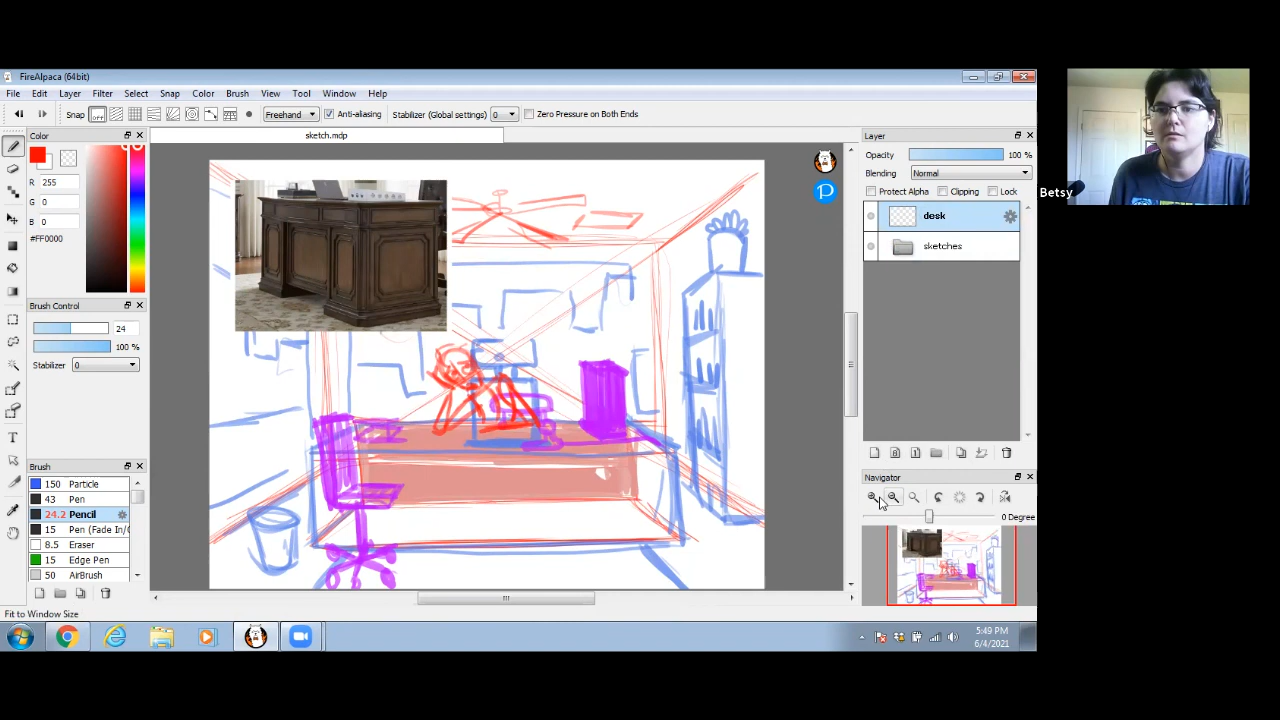 FireAlpaca (64bit)
File Edit Layer Filter Select Snap Color Brush View Tool Window Help
Snap off Freehand Anti-aliasing Stabilizer (Global settings) 0 Zero Pressure on Both Ends
Color
sketch.mdp
Layer
Opacity 100 %
Blending Normal
Protect Alpha Clipping Lock
R 255
G 0
B 0
#FF0000
desk
sketches
Betsy
Brush Control
24
100 %
Stabilizer 0
Brush
150 Particle
43 Pen
24.2 Pencil
15 Pen (Fade In/O
8.5 Eraser
15 Edge Pen
50 AirBrush
Navigator
0 Degree
Fit to Window Size
5:49 PM
6/4/2021